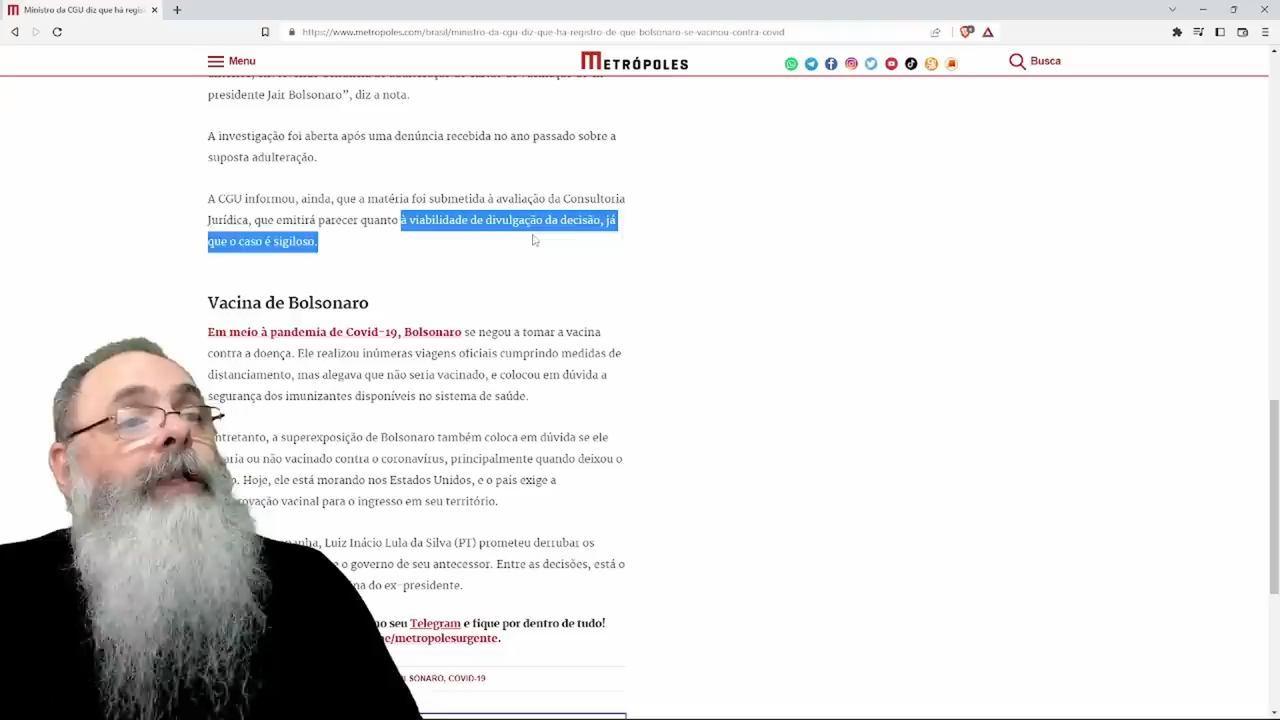 Ministro da CGU diz que há regis
https://www.metropoles.com/brasil/ministro-da-cgu-diz-que-ha-registro-de-que-bolsonaro-se-vacinou-contra-covid
Menu
METRÓPOLES
Busca
presidente Jair Bolsonaro”, diz a nota.
A investigação foi aberta após uma denúncia recebida no ano passado sobre a
suposta adulteração.
A CGU informou, ainda, que a matéria foi submetida à avaliação da Consultoria
Jurídica, que emitirá parecer quanto à viabilidade de divulgação da decisão, já
que o caso é sigiloso.
Vacina de Bolsonaro
Em meio à pandemia de Covid-19, Bolsonaro se negou a tomar a vacina
contra a doença. Ele realizou inúmeras viagens oficiais cumprindo medidas de
distanciamento, mas alegava que não seria vacinado, e colocou em dúvida a
segurança dos imunizantes disponíveis no sistema de saúde.
ntretanto, a superexposição de Bolsonaro também coloca em dúvida se ele
aria ou não vacinado contra o coronavírus, principalmente quando deixou o
. Hoje, ele está morando nos Estados Unidos, e o país exige a
rovação vacinal para o ingresso em seu território.
anha, Luiz Inácio Lula da Silva (PT) prometeu derrubar os
e o governo de seu antecessor. Entre as decisões, está o
na do ex-presidente.
no seu Telegram e fique por dentro de tudo!
e/metropolesurgente.
SONARO, COVID-19